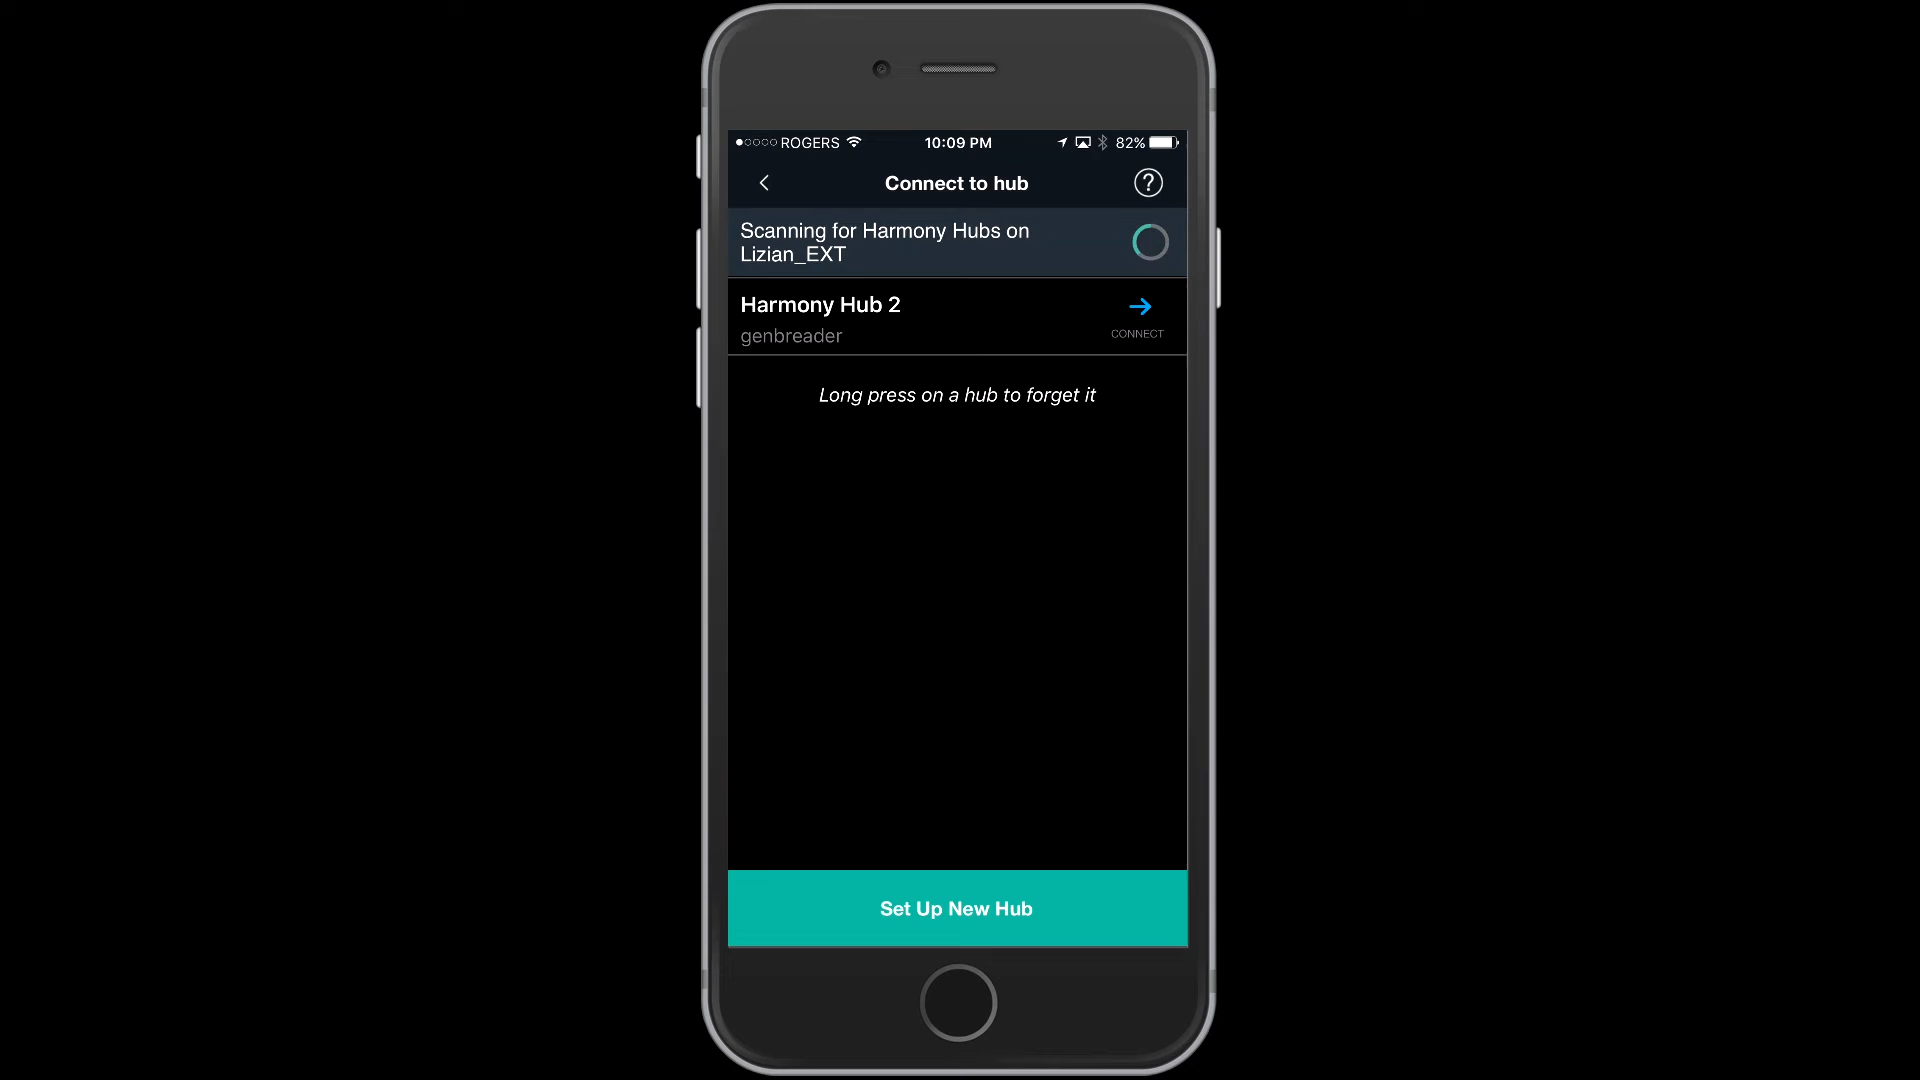 ROGERS 10:09 PM 82%
Connect to hub ?
Scanning for Harmony Hubs on
Lizian_EXT
Harmony Hub 2
genbreader
CONNECT
Long press on a hub to forget it
Set Up New Hub